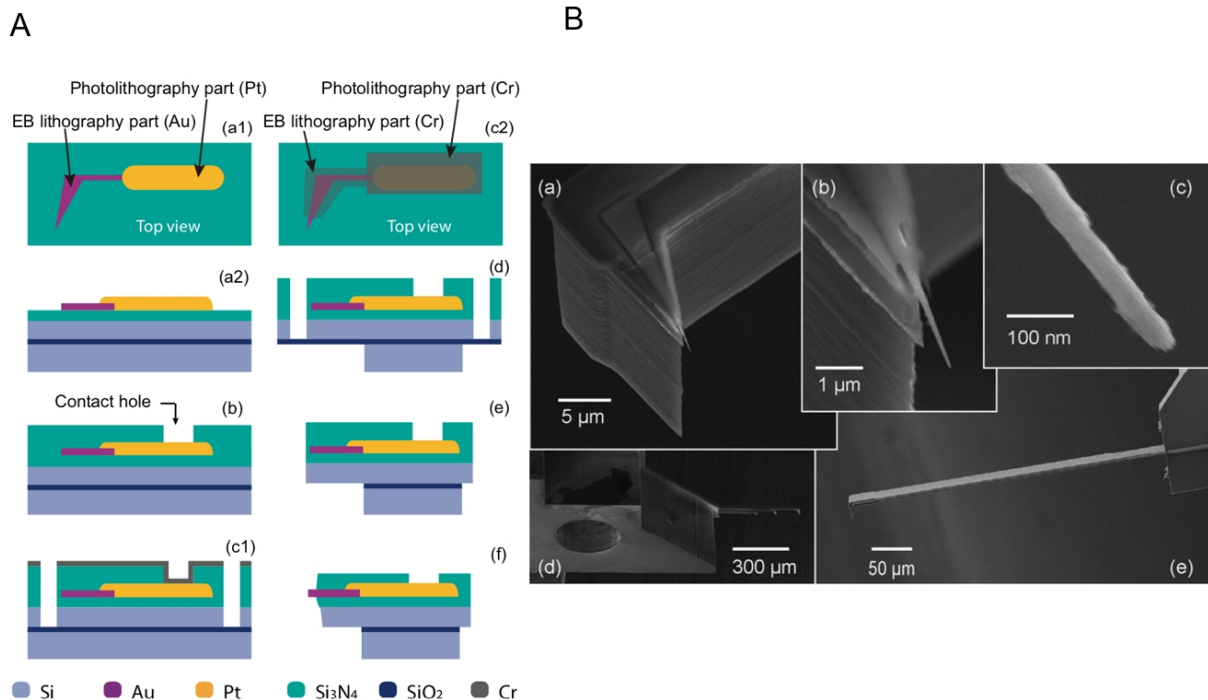 A
Photolithography part (Pt)
EB lithography part (Au)
(a1)
Top view
Photolithography part (Cr)
EB lithography part (Cr)
(c2)
Top view
(a2)
(d)
Contact hole
(b)
(e)
(c1)
(f)
Si
Au
Pt
Si₃N₄
SiO₂
Cr
B
(a)
5 µm
(b)
1 µm
(c)
100 nm
(d)
300 µm
50 µm
(e)